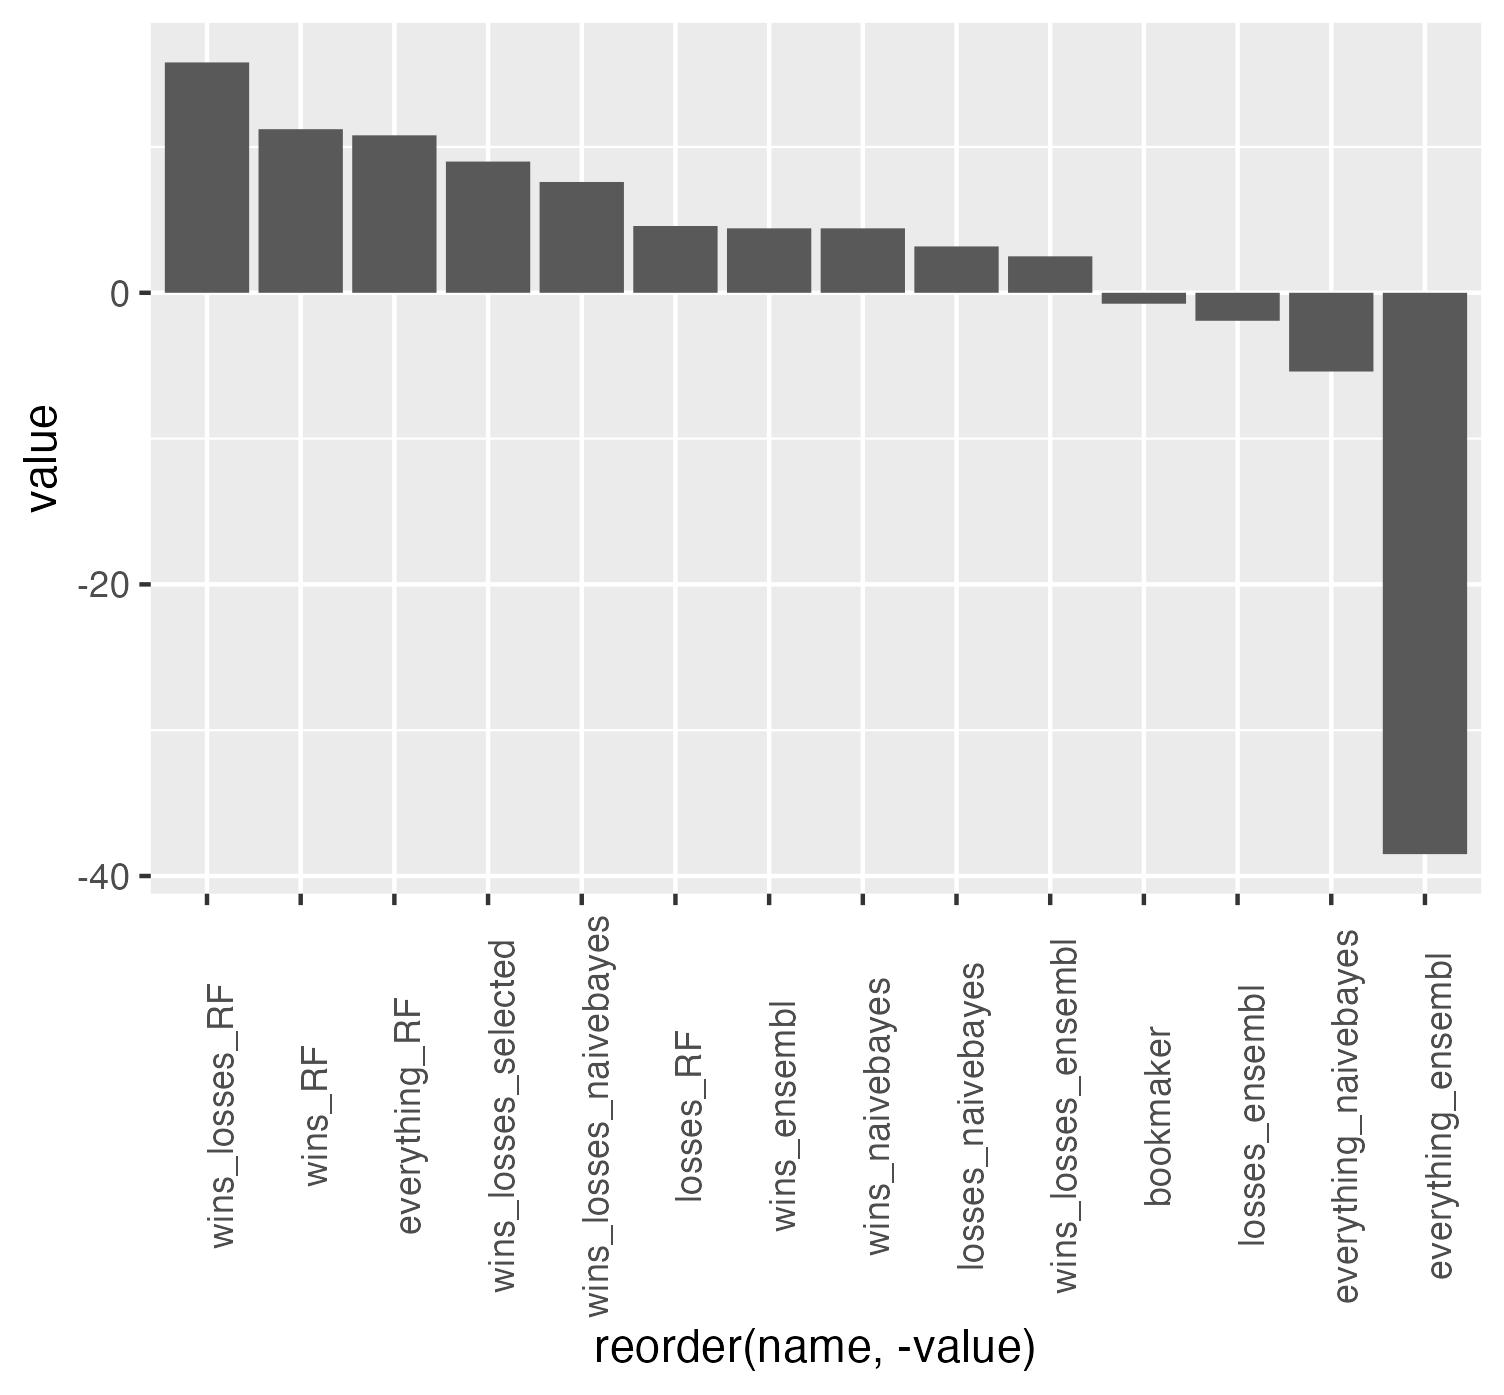 value
0
-20
-40
wins_losses_RF
wins_RF
everything_RF
wins_losses_selected
wins_losses_naivebayes
losses_RF
wins_ensembl
wins_naivebayes
losses_naivebayes
wins_losses_ensembl
bookmaker
losses_ensembl
everything_naivebayes
everything_ensembl
reorder(name, -value)